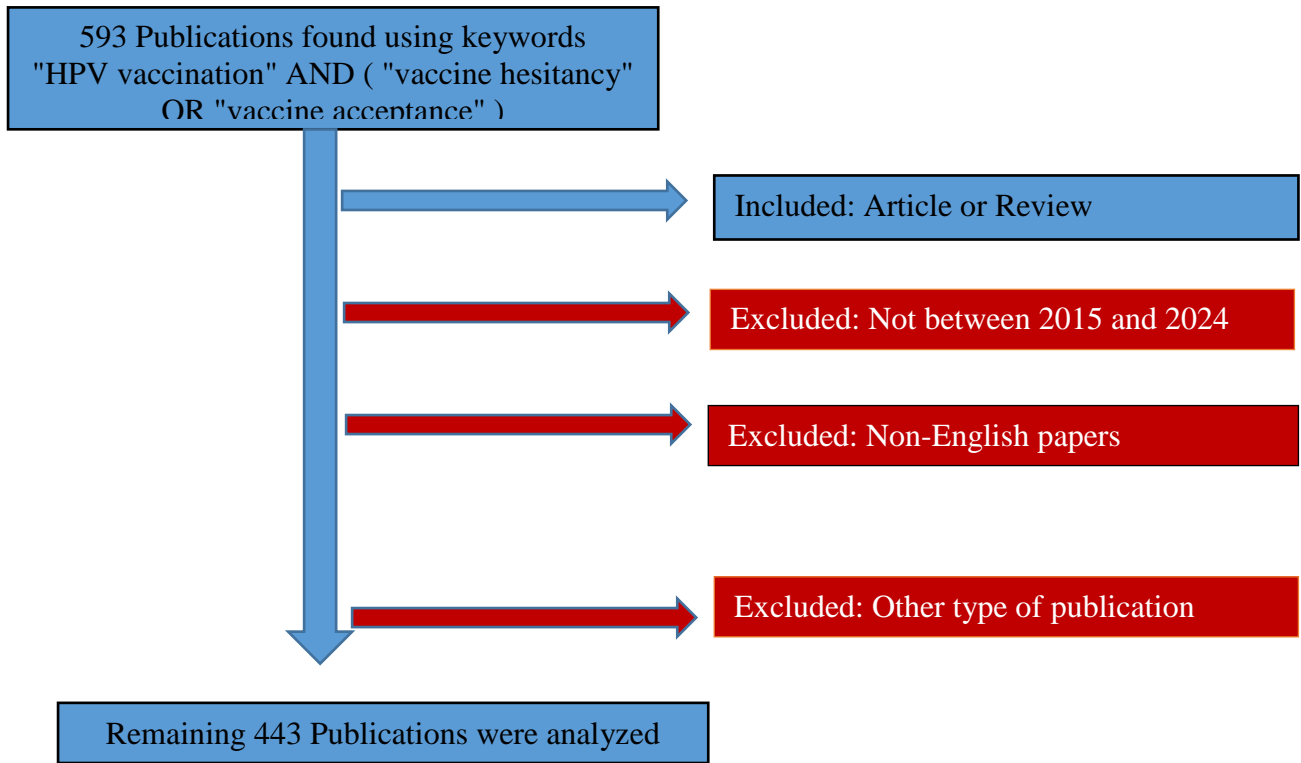 593 Publications found using keywords
"HPV vaccination" AND ( "vaccine hesitancy"
OR "vaccine acceptance" )
Included: Article or Review
Excluded: Not between 2015 and 2024
Excluded: Non-English papers
Excluded: Other type of publication
Remaining 443 Publications were analyzed